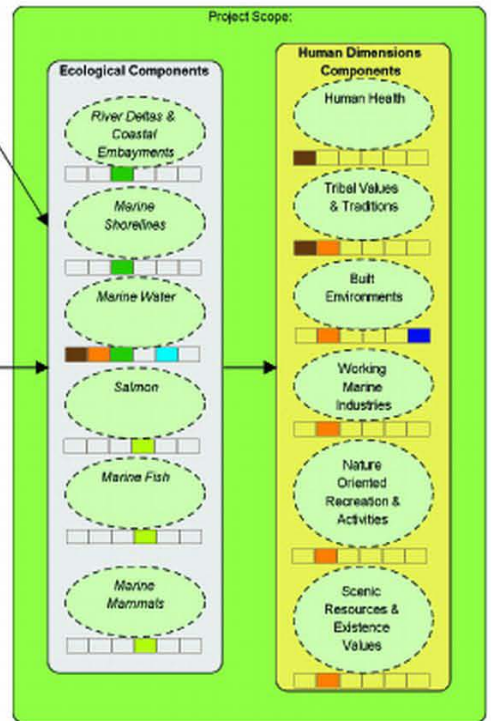 Project Scope:
Ecological Components
River Deltas &
Coastal
Embayments
Marine
Shorelines
Marine Water
Salmon
Marine Fish
Marine
Mammals
Human Dimensions
Components
Human Health
Tribal Values
& Traditions
Built
Environments
Working
Marine
Industries
Nature
Oriented
Recreation &
Activities
Scenic
Resources &
Existence
Values